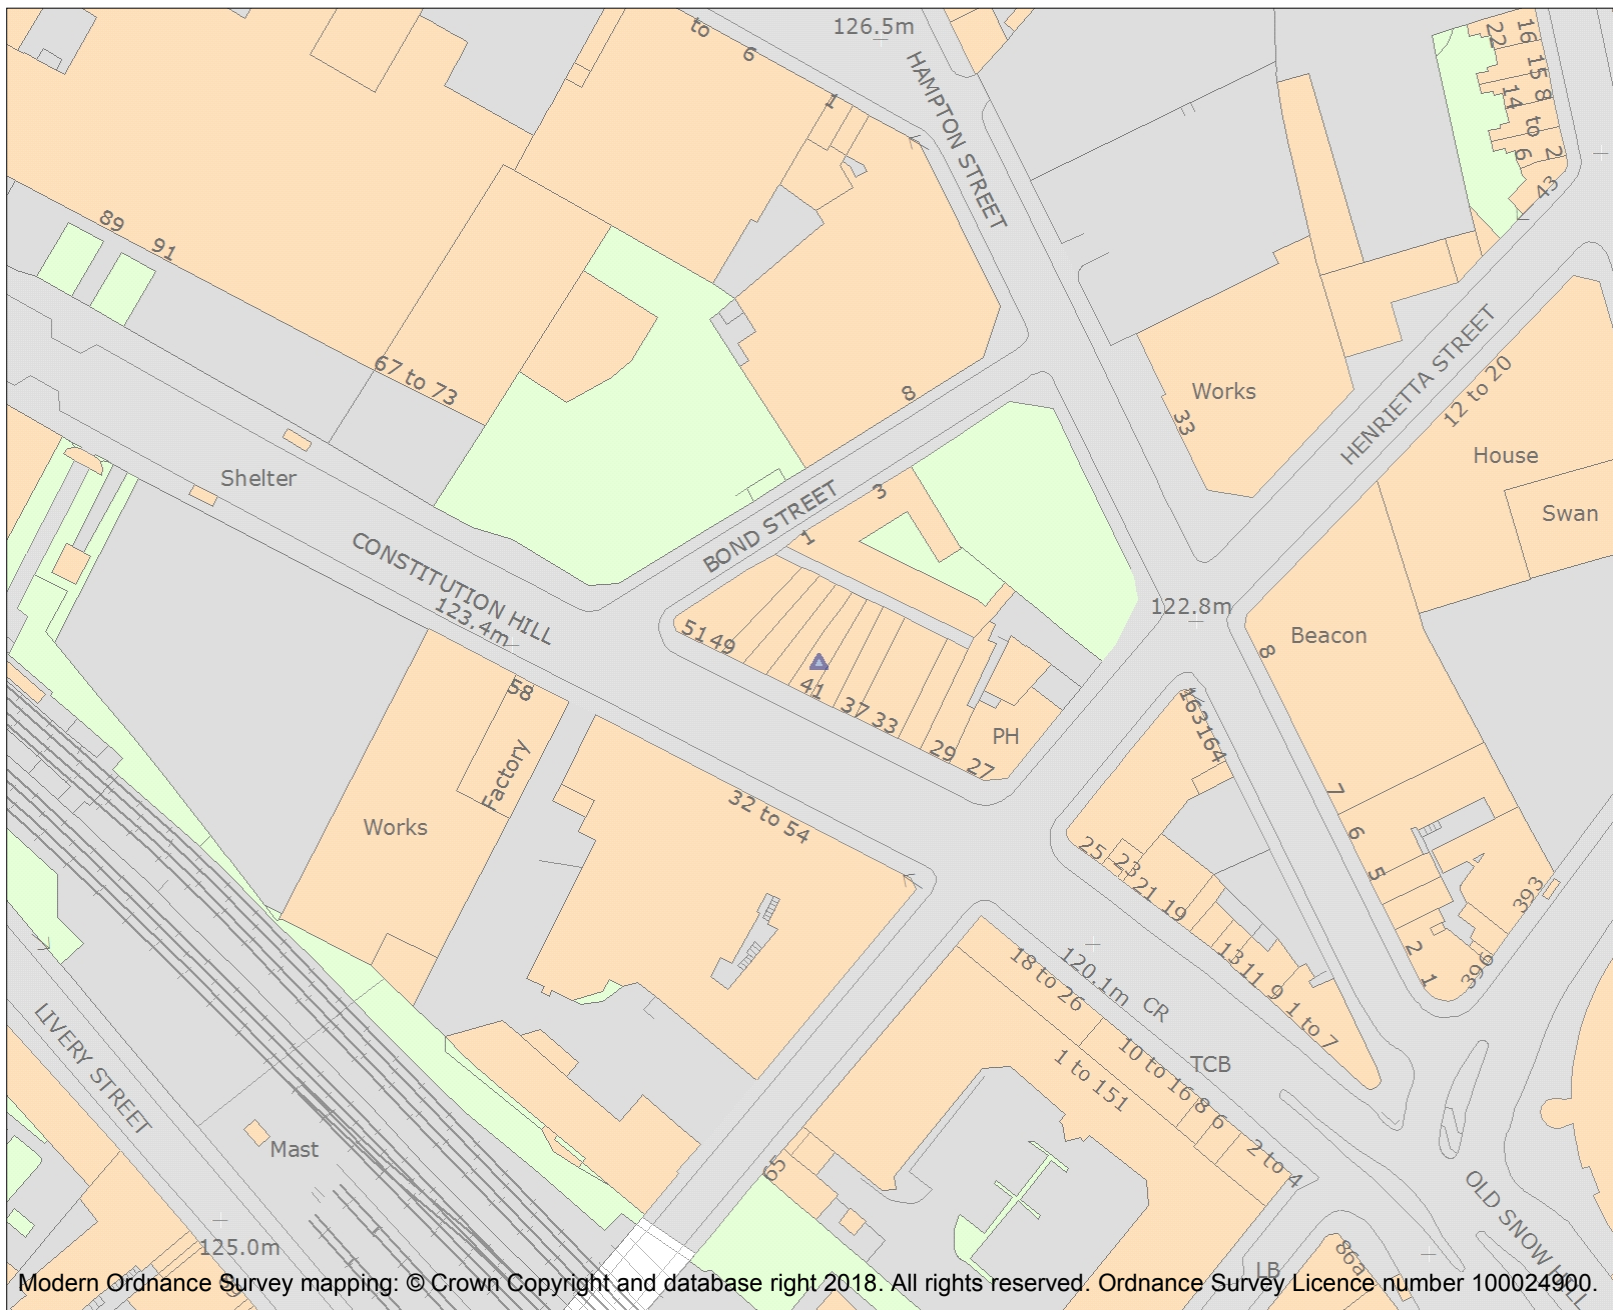 to
6
126.5m
1
HAMPTON STREET
22
16
15
8
14
to
6
2
43
89
91
67 to 73
8
Works
33
HENRIETTA STREET
12 to 20
House
Swan
Shelter
CONSTITUTION HILL
123.4m
BOND STREET
3
1
122.8m
Beacon
8
51 49
41
37 33
29
27
PH
58
Factory
Works
32 to 54
163
164
25
23
21
19
13
11
9
1 to 7
7
6
5
2
1
393
396
18 to 26
120.1m
CR
TCB
10 to 16
8
6
2 to 4
1 to 151
65
LIVERY STREET
Mast
125.0m
OLD SNOW HILL
LB
86a
Modern Ordnance Survey mapping: © Crown Copyright and database right 2018. All rights reserved. Ordnance Survey Licence number 100024900.